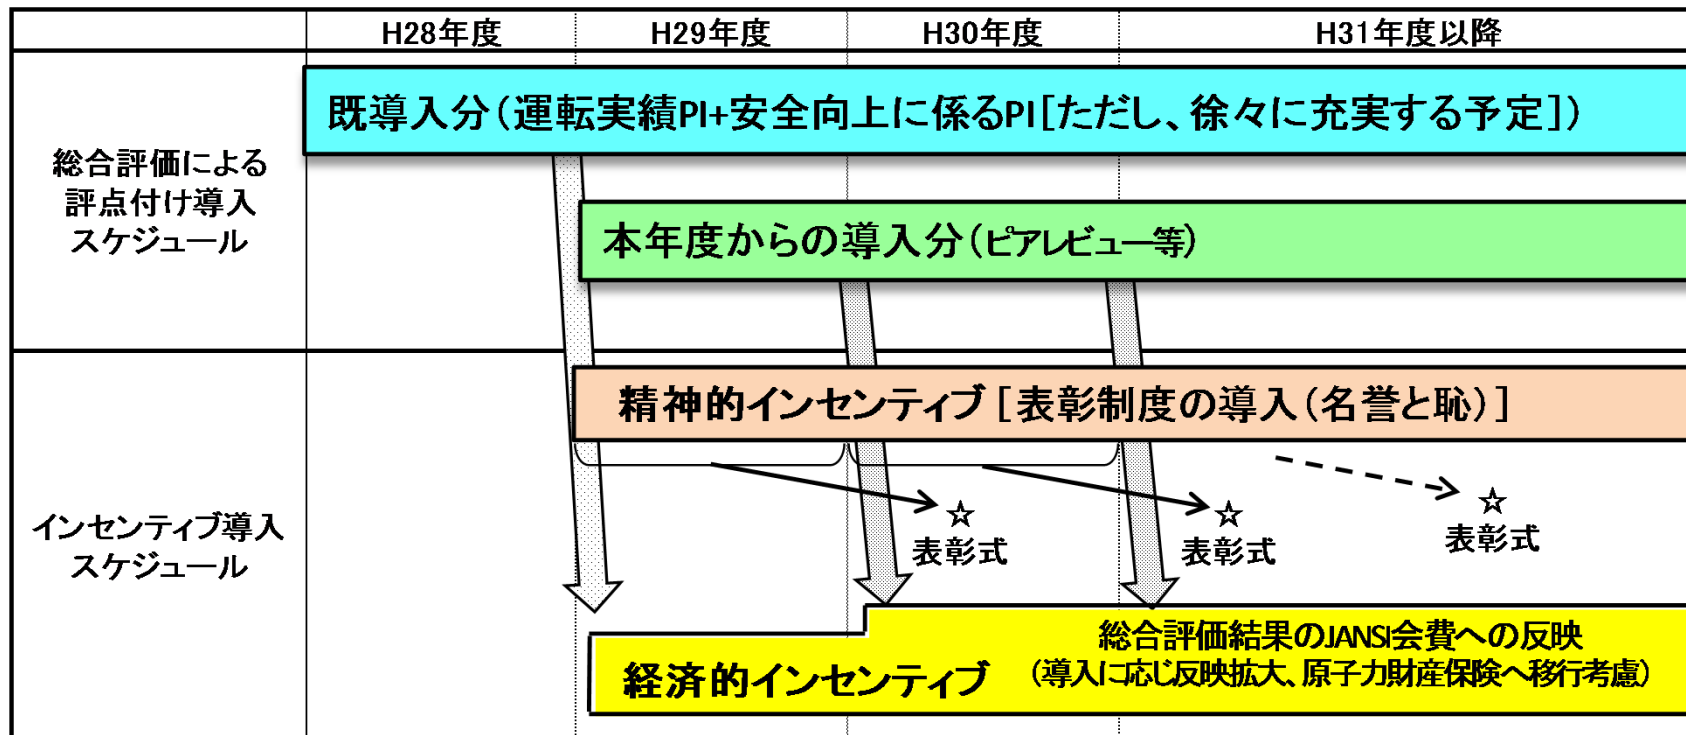 H28年度 H29年度 H30年度 H31年度以降
総合評価による
評点付け導入
スケジュール
既導入分（運転実績PI+安全向上に係るPI[ただし、徐々に充実する予定]）
本年度からの導入分（ピアレビュー等）
インセンティブ導入
スケジュール
精神的インセンティブ［表彰制度の導入（名誉と恥）］
☆ ☆ ☆
表彰式 表彰式 表彰式
経済的インセンティブ
総合評価結果のJANSI会費への反映
（導入に応じ反映拡大、原子力財産保険へ移行考慮）